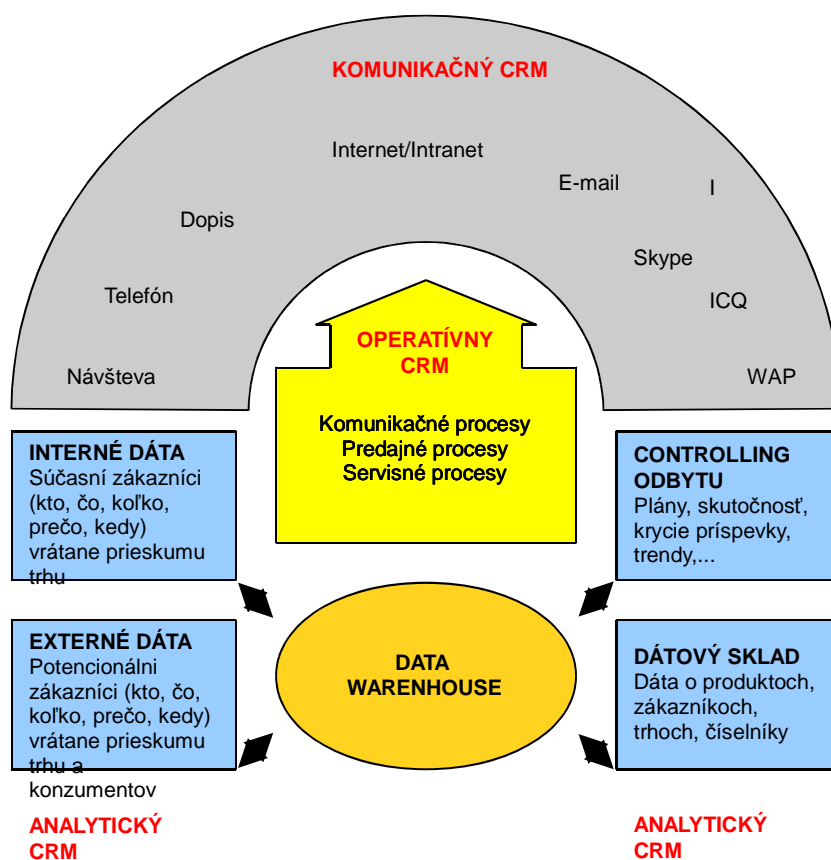 KOMUNIKAČNÝ CRM
Internet/Intranet
E-mail
I
Dopis
Skype
Telefón
ICQ
Návšteva
WAP
OPERATÍVNY
CRM
Komunikačné procesy
Predajné procesy
Servisné procesy
INTERNÉ DÁTA
Súčasní zákazníci
(kto, čo, koľko,
prečo, kedy)
vrátane prieskumu
trhu
CONTROLLING
ODBYTU
Plány, skutočnosť,
krycie príspevky,
trendy,...
EXTERNÉ DÁTA
Potencionálni
zákazníci (kto, čo,
koľko, prečo, kedy)
vrátane prieskumu
trhu a
konzumentov
DATA
WARENHOUSE
DÁTOVÝ SKLAD
Dáta o produktoch,
zákazníkoch,
trhoch, číselníky
ANALYTICKÝ
CRM
ANALYTICKÝ
CRM